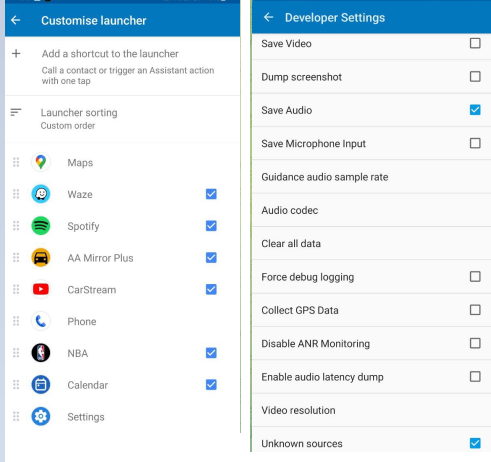 Customise launcher
Add a shortcut to the launcher
Call a contact or trigger an Assistant action
with one tap
Launcher sorting
Custom order
Maps
Waze
Spotify
AA Mirror Plus
CarStream
Phone
NBA
Calendar
Settings
Developer Settings
Save Video
Dump screenshot
Save Audio
Save Microphone Input
Guidance audio sample rate
Audio codec
Clear all data
Force debug logging
Collect GPS Data
Disable ANR Monitoring
Enable audio latency dump
Video resolution
Unknown sources